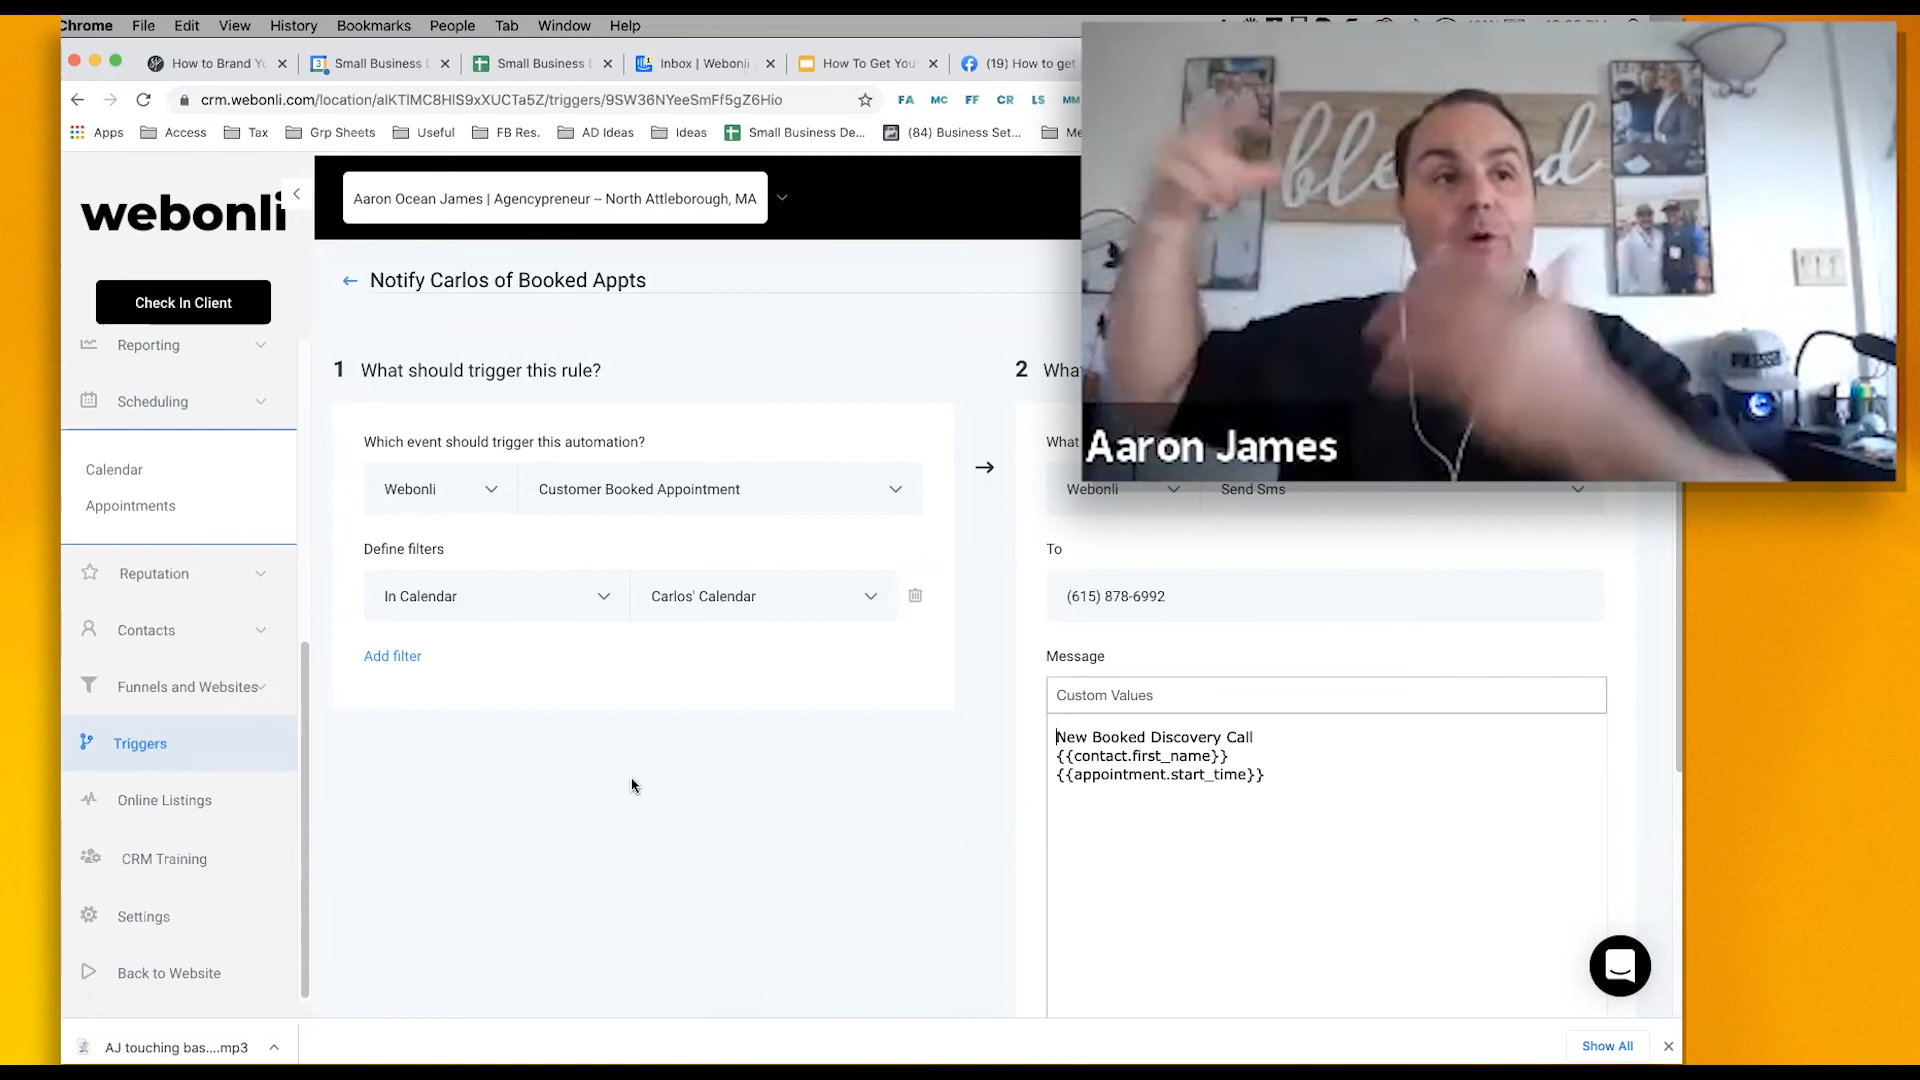 Chrome File Edit View History Bookmarks People Tab Window Help
How to Brand Yo
Small Business D
Small Business D
Inbox | Webonli
How To Get You
(19) How to get
crm.webonli.com/location/alKTlMC8HlS9xXUCTa5Z/triggers/9SW36NYeeSmFf5gZ6Hio
FA MC FF CR LS MM
Apps Access Tax Grp Sheets Useful FB Res. AD Ideas Ideas Small Business De... (84) Business Set... Me
webonli
Check In Client
Reporting
Scheduling
Calendar
Appointments
Reputation
Contacts
Funnels and Websites
Triggers
Online Listings
CRM Training
Settings
Back to Website
Aaron Ocean James | Agencypreneur -- North Attleborough, MA
Notify Carlos of Booked Appts
1 What should trigger this rule?
Which event should trigger this automation?
Webonli
Customer Booked Appointment
Define filters
In Calendar
Carlos' Calendar
Add filter
2 Wha
What
Webonli
Send Sms
To
(615) 878-6992
Message
Custom Values
New Booked Discovery Call
{{contact.first_name}}
{{appointment.start_time}}
Aaron James
AJ touching bas....mp3
Show All